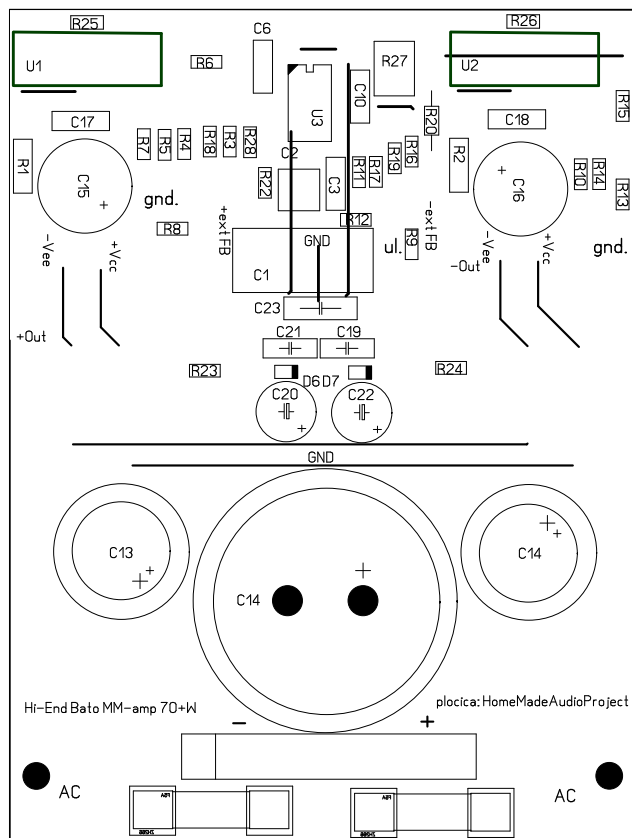 R25
R26
C6
U1
R6
R27
U2
C10
U3
R15
C17
R7
R5
R4
R18
R3
R28
R20
C18
R1
C2
R11
R17
R19
R16
R2
C15
R22
C3
R10
R14
R13
C16
gnd.
+ext FB
R12
-ext FB
R8
-Vee
+Vcc
GND
ul.
R9
-Vee
+Vcc
gnd.
C1
-Out
C23
+Out
C21
C19
R23
D6
D7
R24
C20
C22
GND
C13
C14
C14
Hi-End Bato MM-amp 70+W
plocica: HomeMadeAudioProject
- +
AC
AC